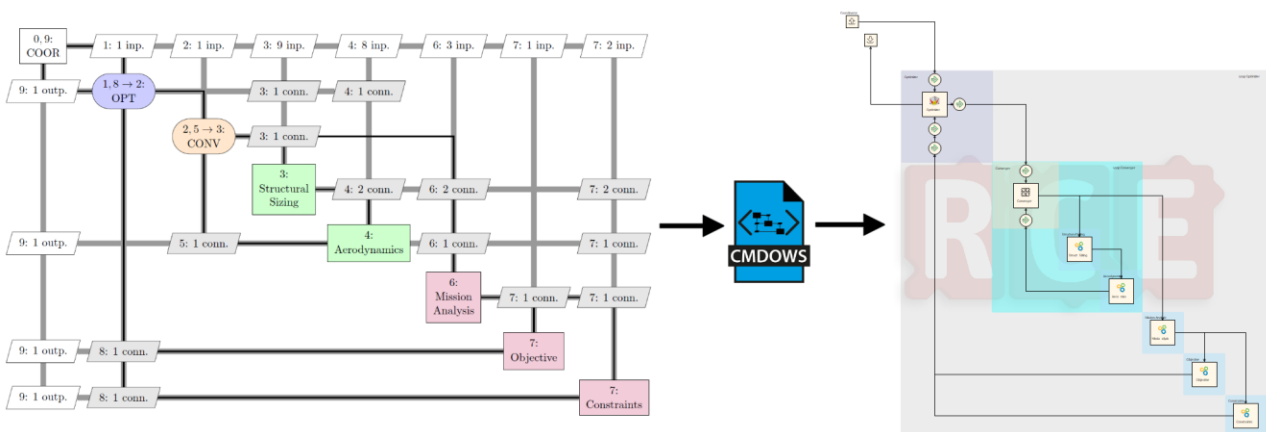 0, 9:
COOR
1: 1 inp.
2: 1 inp.
3: 9 inp.
4: 8 inp.
6: 3 inp.
7: 1 inp.
7: 2 inp.
9: 1 outp.
1, 8 → 2:
OPT
3: 1 conn.
4: 1 conn.
2, 5 → 3:
CONV
3: 1 conn.
3:
Structural
Sizing
4: 2 conn.
6: 2 conn.
7: 2 conn.
9: 1 outp.
5: 1 conn.
4:
Aerodynamics
6: 1 conn.
7: 1 conn.
6:
Mission
Analysis
7: 1 conn.
7: 1 conn.
9: 1 outp.
8: 1 conn.
7:
Objective
9: 1 outp.
8: 1 conn.
7:
Constraints
CMDOWS
RCE